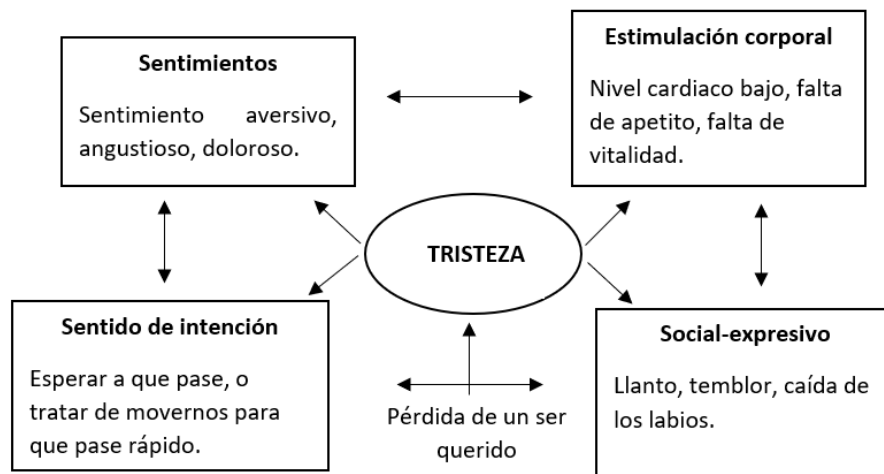 Sentimientos
Sentimiento aversivo,
angustioso, doloroso.
Estimulación corporal
Nivel cardiaco bajo, falta
de apetito, falta de
vitalidad.
TRISTEZA
Sentido de intención
Esperar a que pase, o
tratar de movernos para
que pase rápido.
Pérdida de un ser
querido
Social-expresivo
Llanto, temblor, caída de
los labios.